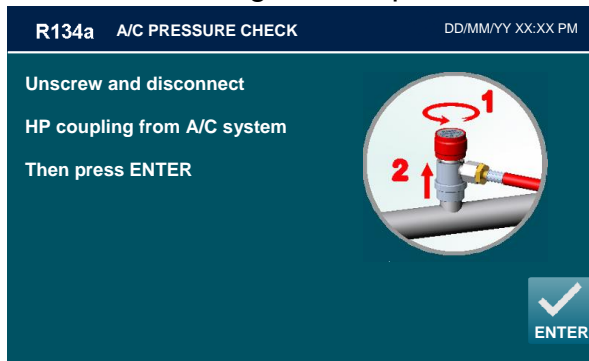 R134a A/C PRESSURE CHECK DD/MM/YY XX:XX PM
Unscrew and disconnect
HP coupling from A/C system
Then press ENTER
1
2
ENTER